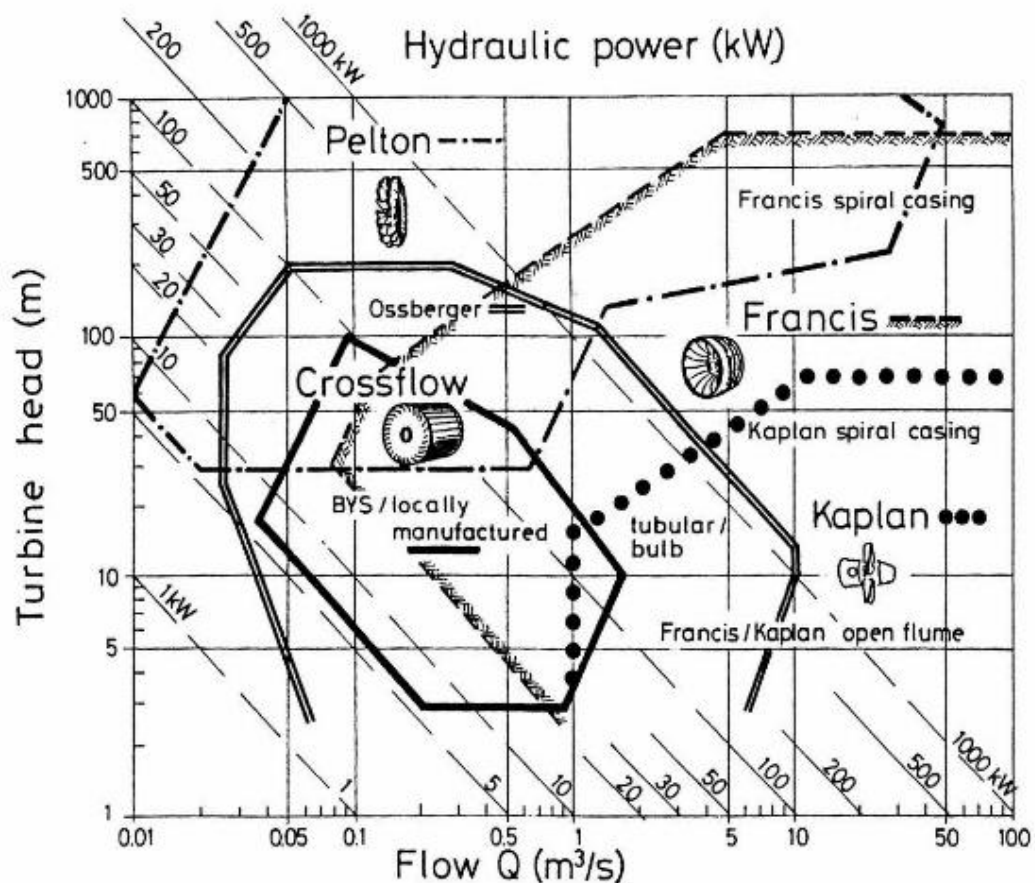 Hydraulic power (kW)
200
500
1000 kW
1000
100
Pelton
500
50
Francis spiral casing
30
20
Ossberger
Francis
100
10
Crossflow
50
Kaplan spiral casing
BYS/locally
manufactured
tubular/
bulb
Kaplan
10
1kW
Francis/Kaplan open flume
5
1
5
10
20
30
50
100
200
500
1000 kW
1
0.01
0.05
0.1
0.5
1
5
10
50
100
Flow Q (m³/s)
Turbine head (m)